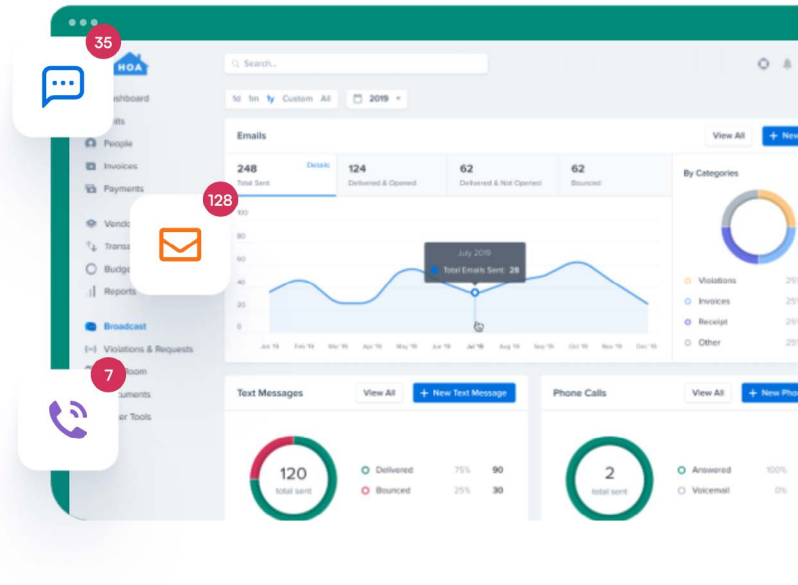 35
HOA
Search...
1d 1m 1y Custom All 2019
People
Invoices
Payments
Reports
Broadcast
Violations & Requests
128
7
Emails View All + New
248 Details
Total Sent
124
Delivered & Opened
62
Delivered & Not Opened
62
Bounced
By Categories
100
80
60
40
20
0
July 2019
Total Emails Sent: 28
Jan '19 Feb '19 Mar '19 Apr '19 May '19 Jun '19 Jul '19 Aug '19 Sep '19 Oct '19 Nov '19 Dec '19
Violations
Invoices
Receipt
Other
Text Messages View All + New Text Message
120
total sent
Delivered 75% 90
Bounced 25% 30
Phone Calls View All + New
2
total sent
Answered 100%
Voicemail 0%